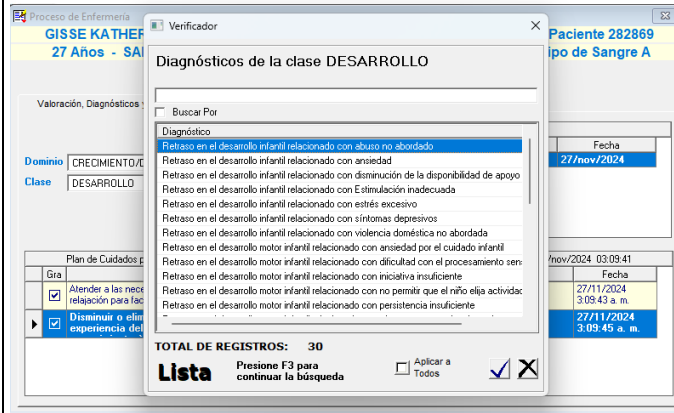 Proceso de Enfermería
GISSE KATHER
Paciente 282869
27 Años - SA
ipo de Sangre A
Valoración, Diagnósticos
Fecha
27/nov/2024
Dominio CRECIMIENTO/D
Clase DESARROLLO
Verificador
Diagnósticos de la clase DESARROLLO
Buscar Por
Diagnóstico
Retraso en el desarrollo infantil relacionado con abuso no abordado
Retraso en el desarrollo infantil relacionado con ansiedad
Retraso en el desarrollo infantil relacionado con disminución de la disponibilidad de apoyo
Retraso en el desarrollo infantil relacionado con Estimulación inadecuada
Retraso en el desarrollo infantil relacionado con estrés excesivo
Retraso en el desarrollo infantil relacionado con síntomas depresivos
Retraso en el desarrollo infantil relacionado con violencia doméstica no abordada
Retraso en el desarrollo motor infantil relacionado con ansiedad por el cuidado infantil
Retraso en el desarrollo motor infantil relacionado con dificultad con el procesamiento sens
Retraso en el desarrollo motor infantil relacionado con iniciativa insuficiente
Retraso en el desarrollo motor infantil relacionado con no permitir que el niño elija actividad
Retraso en el desarrollo motor infantil relacionado con persistencia insuficiente
TOTAL DE REGISTROS: 30
Lista
Presione F3 para
continuar la búsqueda
Aplicar a
Todos
Plan de Cuidados p
/nov/2024 03:09:41
Gra
Fecha
Atender a las nece
relajación para fac
27/11/2024
3:09:43 a. m.
Disminuir o elim
experiencia del
27/11/2024
3:09:45 a. m.